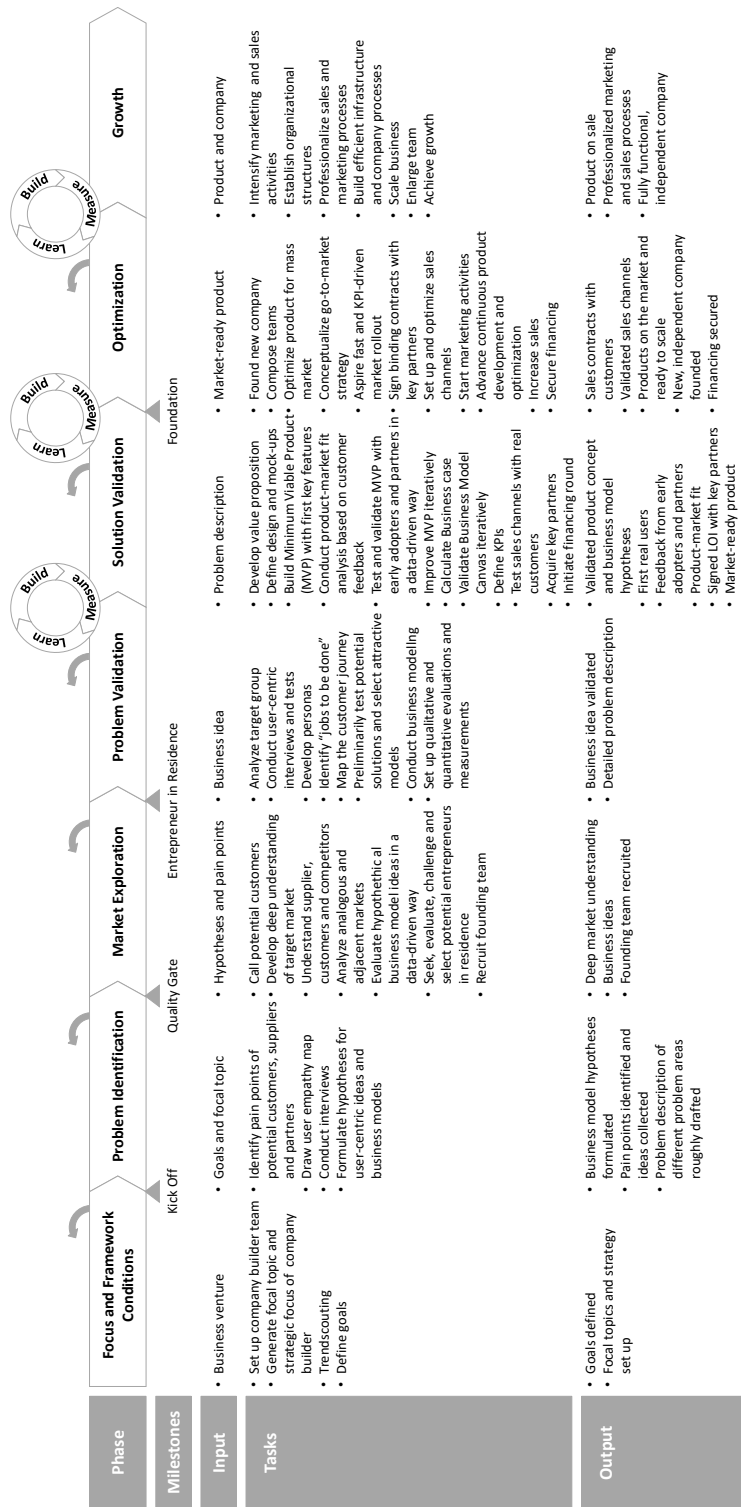 Phase
Focus and Framework
Conditions
Problem Identification
Market Exploration
Problem Validation
Solution Validation
Optimization
Growth
Build
Measure
Learn
Build
Measure
Learn
Build
Measure
Learn
Milestones
Kick Off
Quality Gate
Entrepreneur in Residence
Foundation
Input
• Business venture
• Goals and focal topic
• Hypotheses and pain points
• Business idea
• Problem description
• Market-ready product
• Product and company
Tasks
• Set up company builder team
• Generate focal topic and
strategic focus of company
builder
• Trendscouting
• Define goals
• Identify pain points of
potential customers, suppliers
and partners
• Draw user empathy map
• Conduct interviews
• Formulate hypotheses for
user-centric ideas and
business models
• Call potential customers
• Develop deep understanding
of target market
• Understand supplier,
customers and competitors
• Analyze analogous and
adjacent markets
• Evaluate hypothethic al
business model ideas in a
data-driven way
• Seek, evaluate, challenge and
select potential entrepreneurs
in residence
• Recruit founding team
• Analyze target group
• Conduct user-centric
interviews and tests
• Develop personas
• Identify "jobs to be done"
• Map the customer journey
• Preliminarily test potential
solutions and select attractive
models
• Conduct business modeling
• Set up qualitative and
quantitative evaluations and
measurements
• Develop value proposition
• Define design and mock-ups
• Build Minimum Viable Product
(MVP) with first key features
• Conduct product-market fit
analysis based on customer
feedback
• Test and validate MVP with
early adopters and partners in
a data-driven way
• Improve MVP iteratively
• Calculate Business case
• Validate Business Model
Canvas iteratively
• Define KPIs
• Test sales channels with real
customers
• Acquire key partners
• Initiate financing round
• Found new company
• Compose teams
• Optimize product for mass
market
• Conceptualize go-to-market
strategy
• Aspire fast and KPI-driven
market rollout
• Sign binding contracts with
key partners
• Set up and optimize sales
channels
• Start marketing activities
• Advance continuous product
development and
optimization
• Increase sales
• Secure financing
• Intensify marketing and sales
activities
• Establish organizational
structures
• Professionalize sales and
marketing processes
• Build efficient infrastructure
and company processes
• Scale business
• Enlarge team
• Achieve growth
Output
• Goals defined
• Focal topics and strategy
set up
• Business model hypotheses
formulated
• Pain points identified and
ideas collected
• Problem description of
different problem areas
roughly drafted
• Deep market understanding
• Business ideas
• Founding team recruited
• Business idea validated
• Detailed problem description
• Validated product concept
and business model
hypotheses
• First real users
• Feedback from early
adopters and partners
• Product-market fit
• Signed LOI with key partners
• Market-ready product
• Sales contracts with
customers
• Validated sales channels
• Products on the market and
ready to scale
• New, independent company
founded
• Financing secured
• Product on sale
• Professionalized marketing
and sales processes
• Fully functional,
independent company